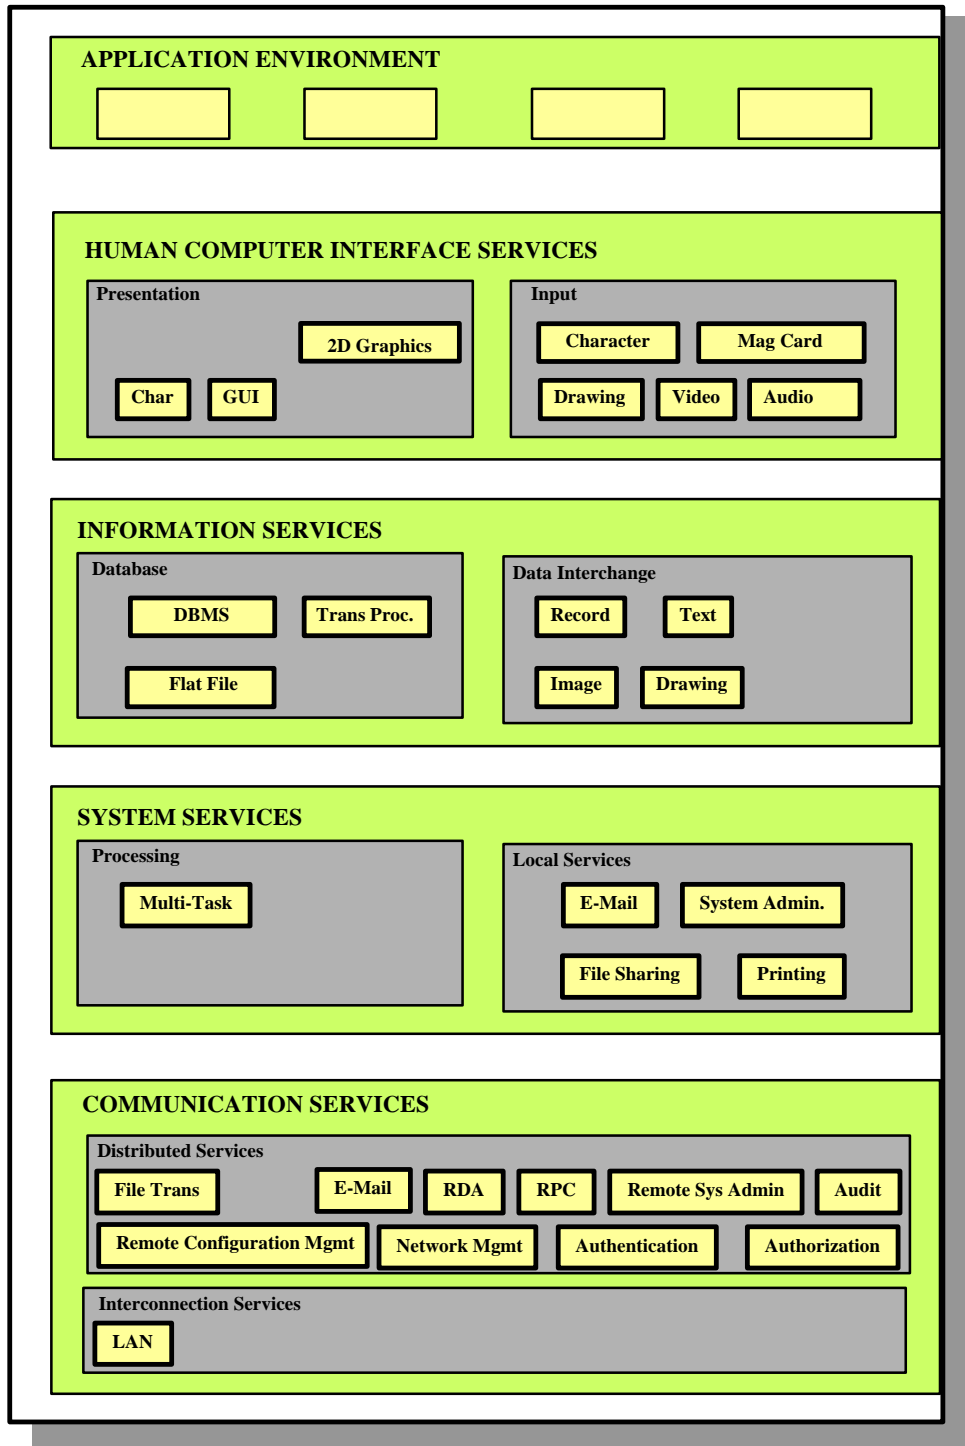 APPLICATION ENVIRONMENT
HUMAN COMPUTER INTERFACE SERVICES
Presentation
2D Graphics
Char
GUI
Input
Character
Mag Card
Drawing
Video
Audio
INFORMATION SERVICES
Database
DBMS
Trans Proc.
Flat File
Data Interchange
Record
Text
Image
Drawing
SYSTEM SERVICES
Processing
Multi-Task
Local Services
E-Mail
System Admin.
File Sharing
Printing
COMMUNICATION SERVICES
Distributed Services
File Trans
E-Mail
RDA
RPC
Remote Sys Admin
Audit
Remote Configuration Mgmt
Network Mgmt
Authentication
Authorization
Interconnection Services
LAN